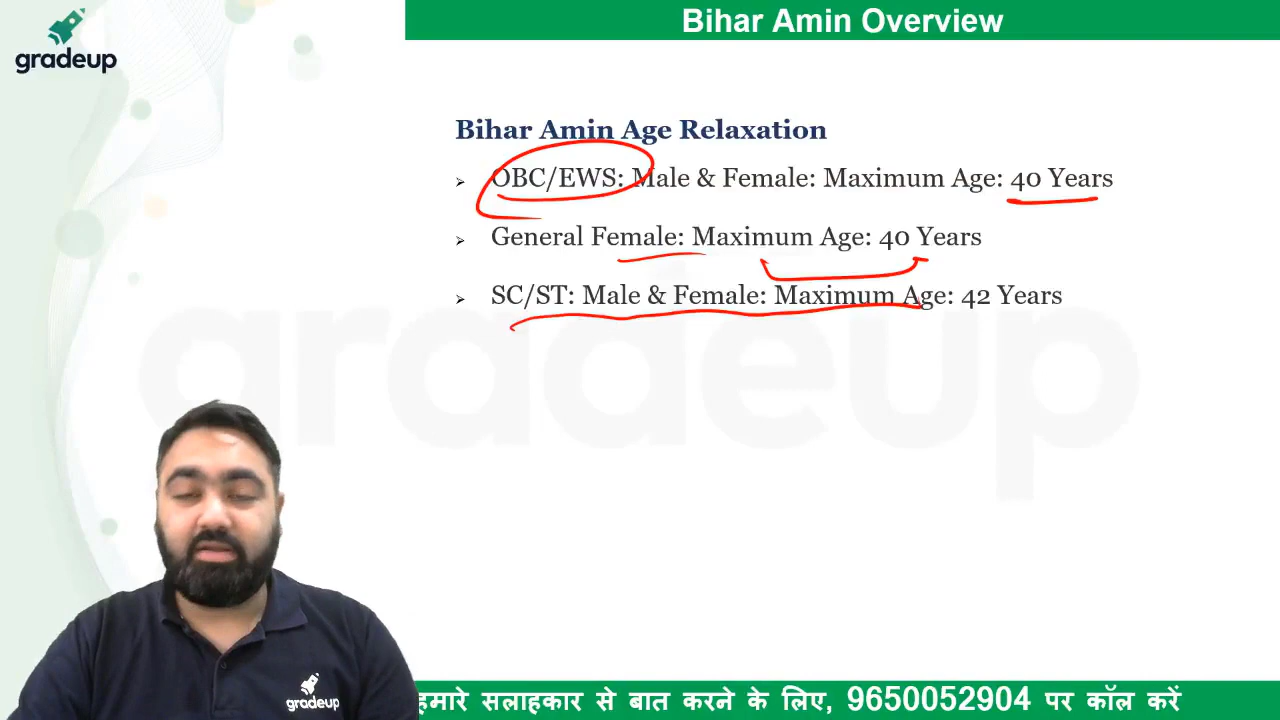 gradeup
Bihar Amin Overview
Bihar Amin Age Relaxation
OBC/EWS: Male & Female: Maximum Age: 40 Years
General Female: Maximum Age: 40 Years
SC/ST: Male & Female: Maximum Age: 42 Years
gradeup
gradeup
हमारे सलाहकार से बात करने के लिए, 9650052904 पर कॉल करें